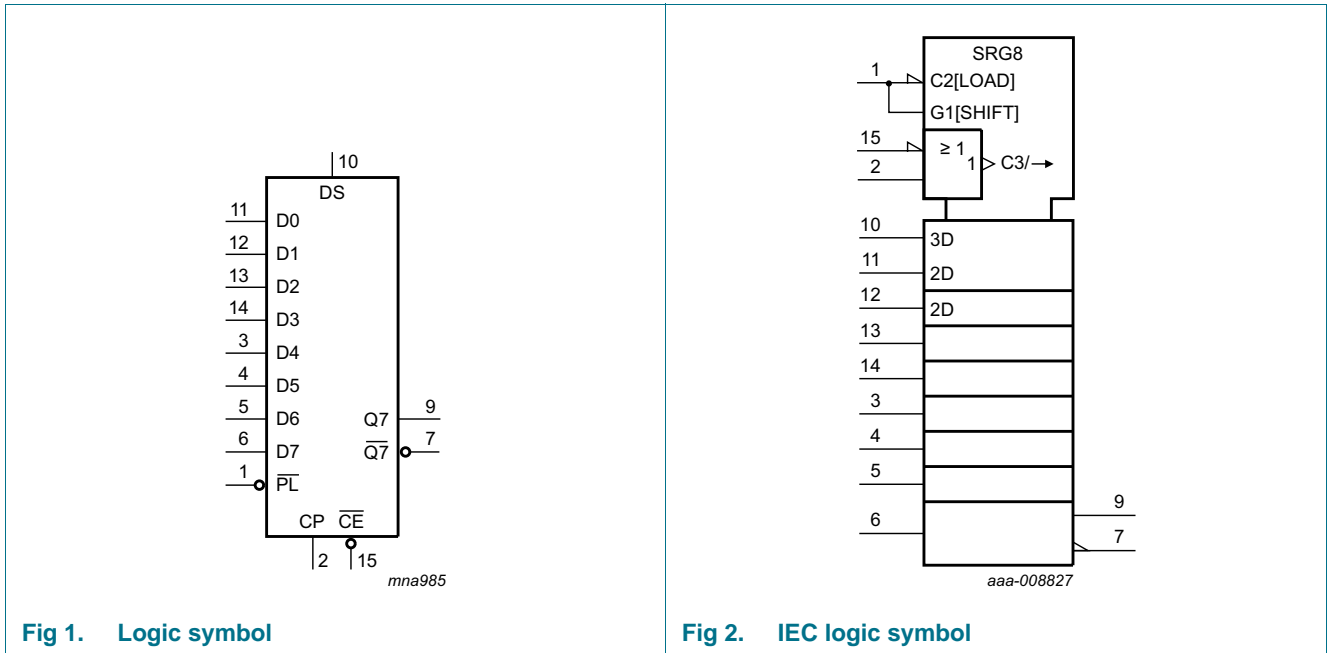 10
DS
11 D0
12 D1
13 D2
14 D3
3 D4
4 D5
5 D6 Q7 9
6 D7 Q7 7
1 PL
CP CE
2 15
mna985
Fig 1. Logic symbol
SRG8
1 C2[LOAD]
G1[SHIFT]
15 ≥ 1
2 1 C3/→
10 3D
11 2D
12 2D
13
14
3
4
5
9
6
7
aaa-008827
Fig 2. IEC logic symbol